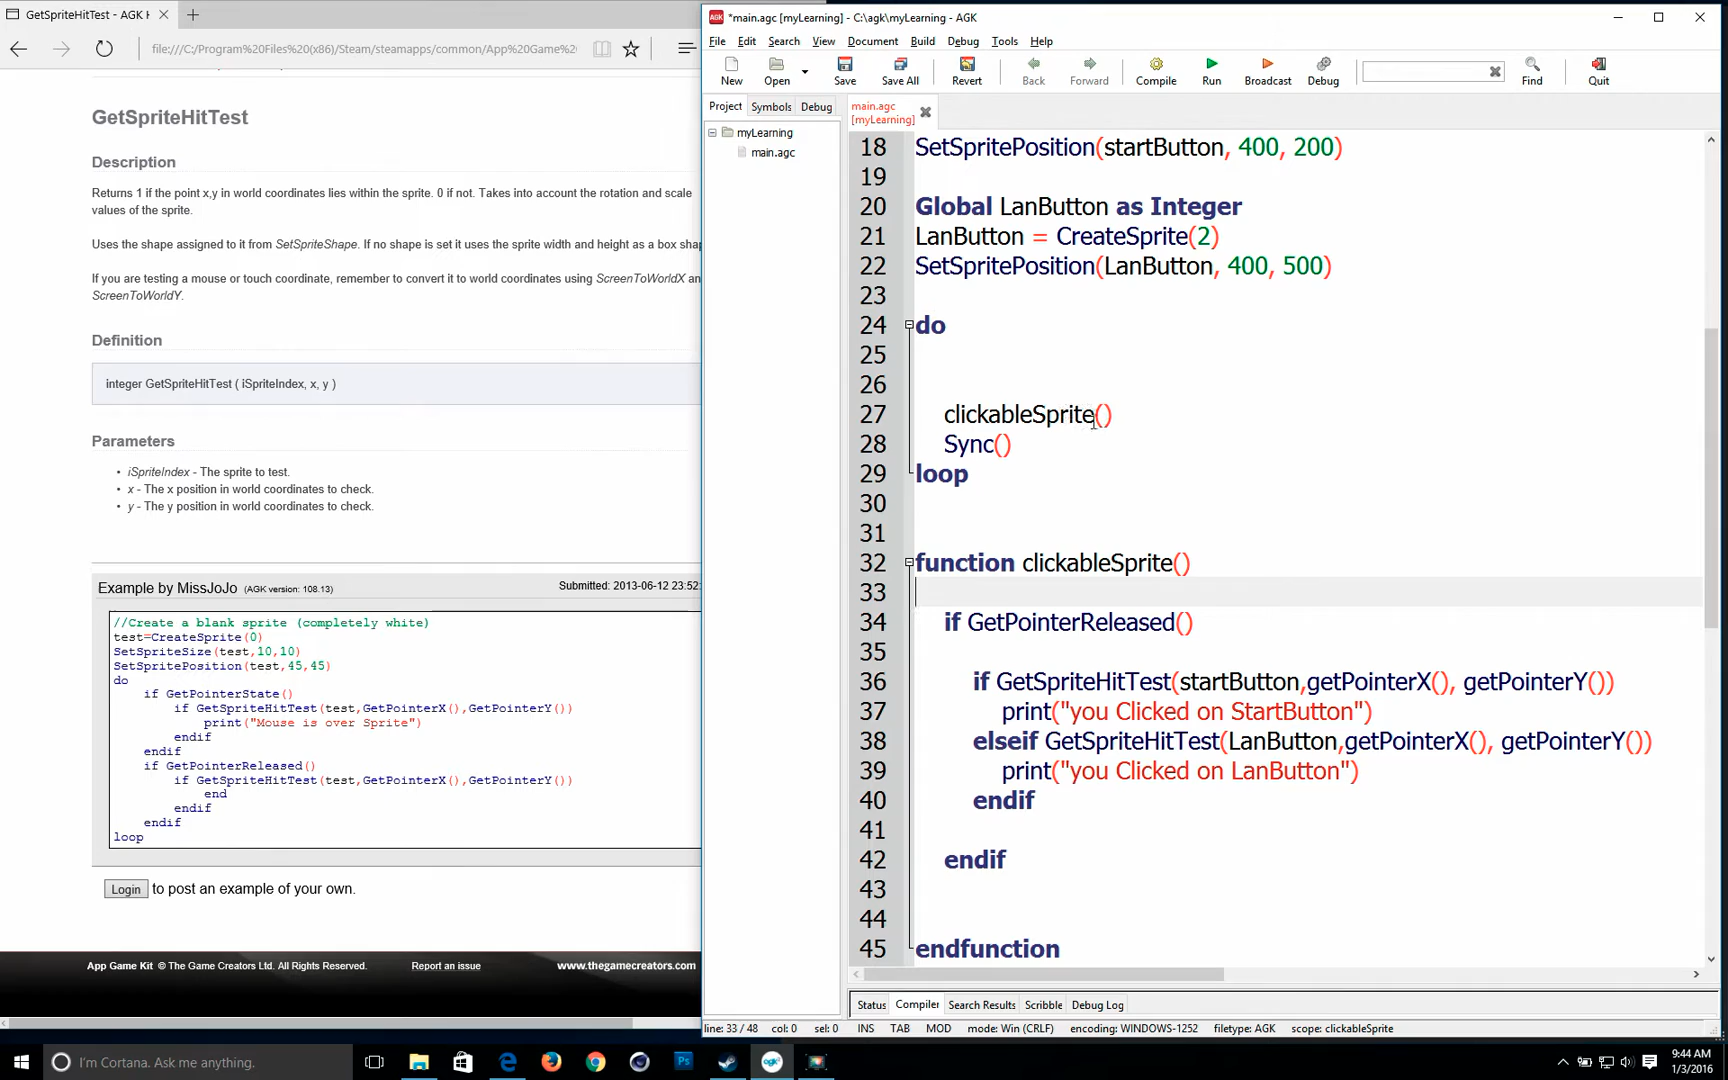 GetSpriteHitTest - AGK H
file:///C:/Program%20Files%20(x86)/Steam/steamapps/common/App%20Game%2
GetSpriteHitTest
Description
Returns 1 if the point x,y in world coordinates lies within the sprite. 0 if not. Takes into account the rotation and scale
values of the sprite.
Uses the shape assigned to it from SetSpriteShape. If no shape is set it uses the sprite width and height as a box shap
If you are testing a mouse or touch coordinate, remember to convert it to world coordinates using ScreenToWorldX an
ScreenToWorldY.
Definition
integer GetSpriteHitTest ( iSpriteIndex, x, y )
Parameters
• iSpriteIndex - The sprite to test.
• x - The x position in world coordinates to check.
• y - The y position in world coordinates to check.
Example by MissJoJo (AGK version: 108.13) Submitted: 2013-06-12 23:52:
//Create a blank sprite (completely white)
test=CreateSprite(0)
SetSpriteSize(test,10,10)
SetSpritePosition(test,45,45)
do
if GetPointerState()
if GetSpriteHitTest(test,GetPointerX(),GetPointerY())
print("Mouse is over Sprite")
endif
endif
if GetPointerReleased()
if GetSpriteHitTest(test,GetPointerX(),GetPointerY())
end
endif
endif
loop
Login to post an example of your own.
App Game Kit © The Game Creators Ltd. All Rights Reserved. Report an issue www.thegamecreators.com
AGK *main.agc [myLearning] - C:\agk\myLearning - AGK
File Edit Search View Document Build Debug Tools Help
New Open Save Save All Revert Back Forward Compile Run Broadcast Debug Find Quit
Project Symbols Debug
myLearning
main.agc
main.agc
[myLearning]
18 SetSpritePosition(startButton, 400, 200)
19
20 Global LanButton as Integer
21 LanButton = CreateSprite(2)
22 SetSpritePosition(LanButton, 400, 500)
23
24 do
25
26
27 clickableSprite()
28 Sync()
29 loop
30
31
32 function clickableSprite()
33
34 if GetPointerReleased()
35
36 if GetSpriteHitTest(startButton,getPointerX(), getPointerY())
37 print("you Clicked on StartButton")
38 elseif GetSpriteHitTest(LanButton,getPointerX(), getPointerY())
39 print("you Clicked on LanButton")
40 endif
41
42 endif
43
44
45 endfunction
Status Compiler Search Results Scribble Debug Log
line: 33 / 48 col: 0 sel: 0 INS TAB MOD mode: Win (CRLF) encoding: WINDOWS-1252 filetype: AGK scope: clickableSprite
I'm Cortana. Ask me anything.
9:44 AM
1/3/2016